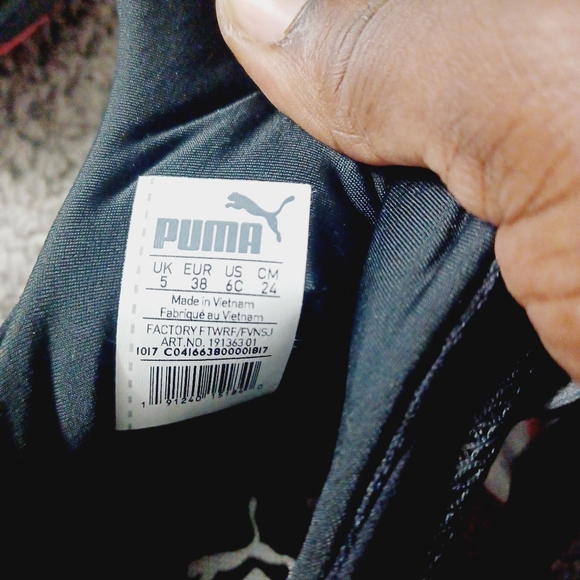 PUMA
UK EUR US CM
5 38 6C 24
Made in Vietnam
Fabriqué au Vietnam
FACTORY FTWRF/FVNSJ
ART.NO. 191363 01
1017 C041663800001817